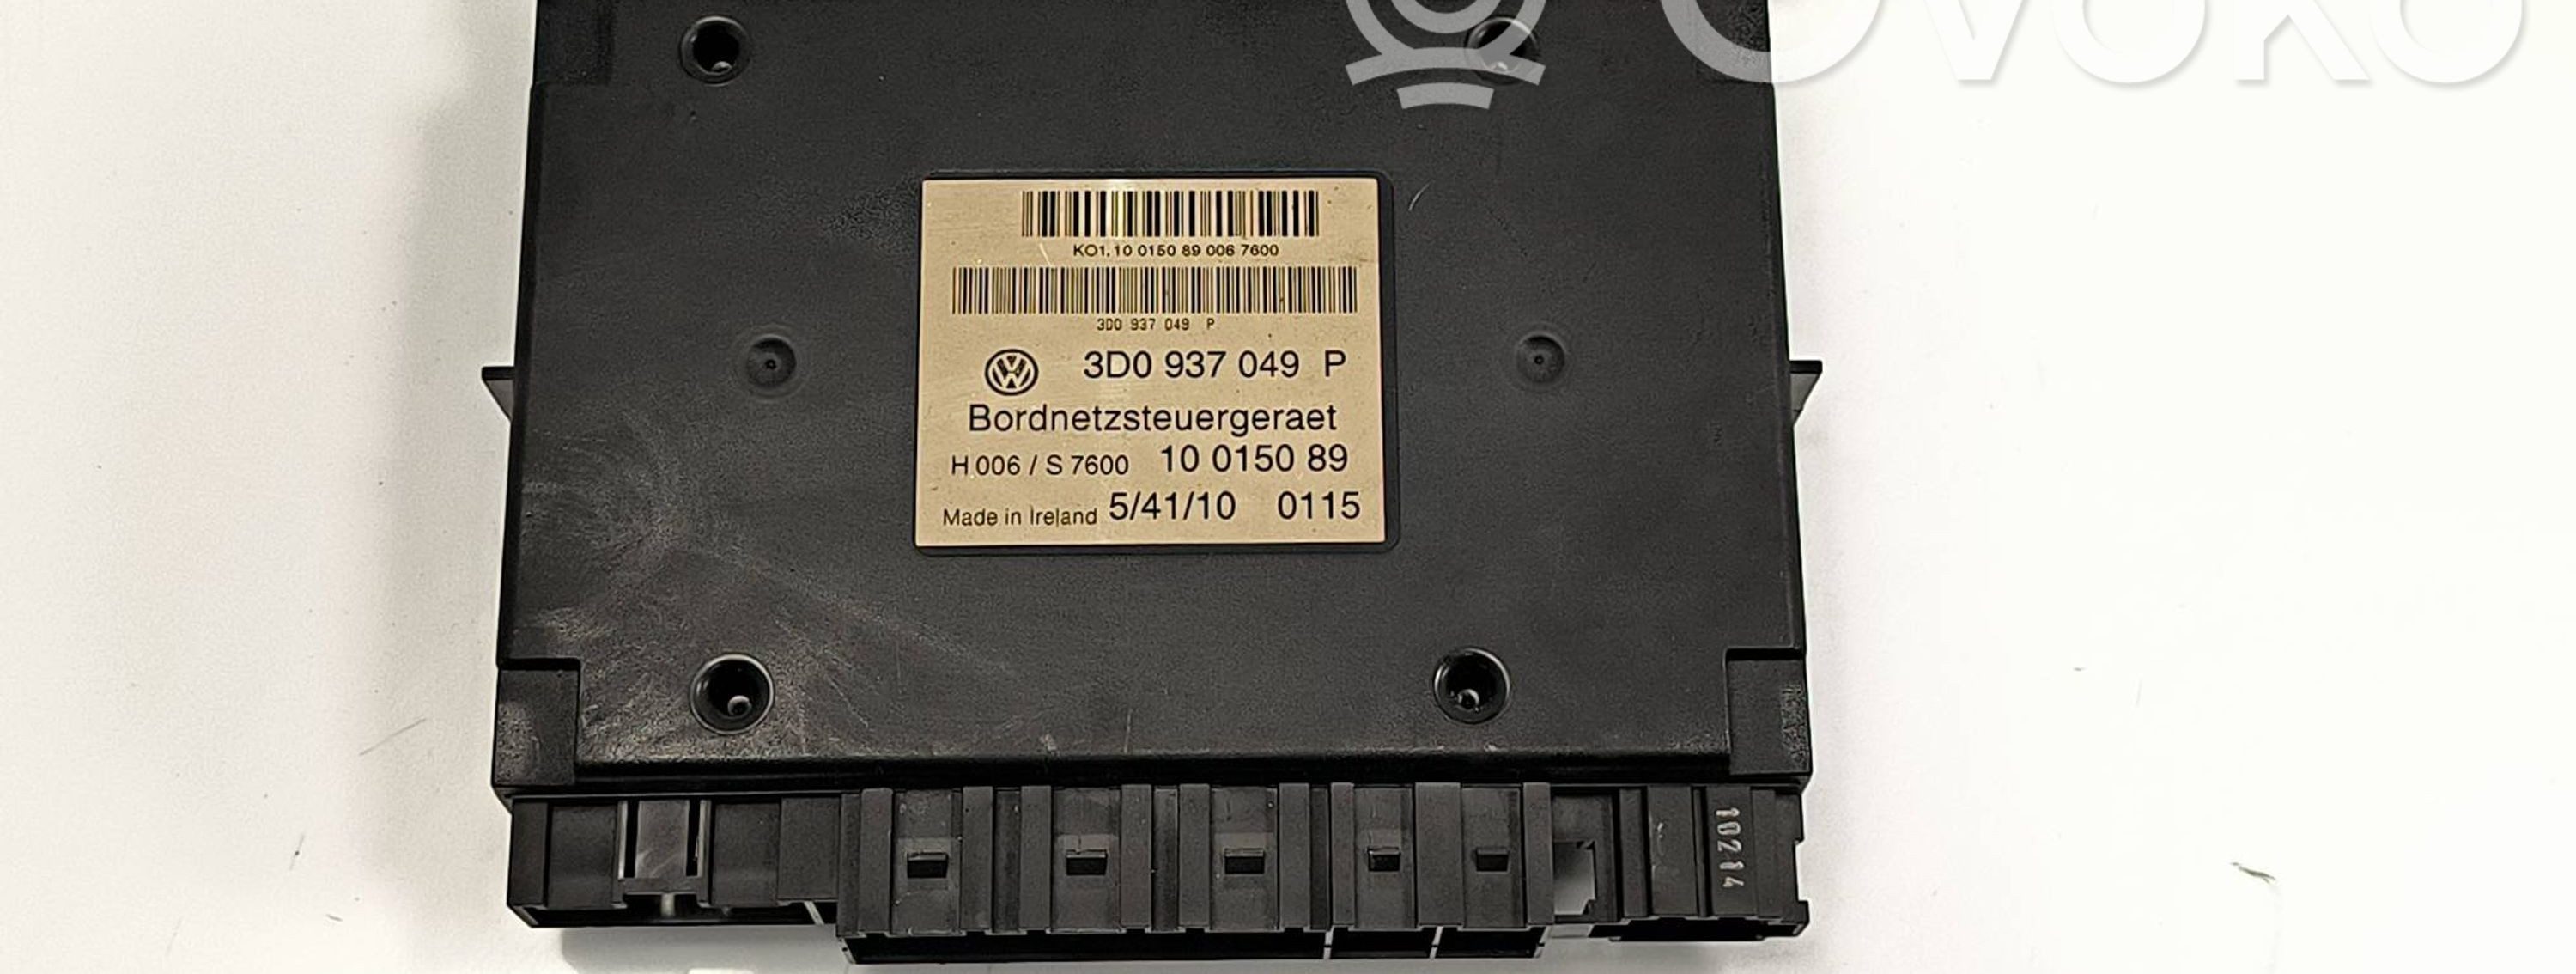 OVOKO
KO1.10 0150 89 006 7600
3D0 937 049 P
3D0 937 049 P
Bordnetzsteuergeraet
H 006 / S 7600 10 0150 89
Made in Ireland 5/41/10 0115
10214